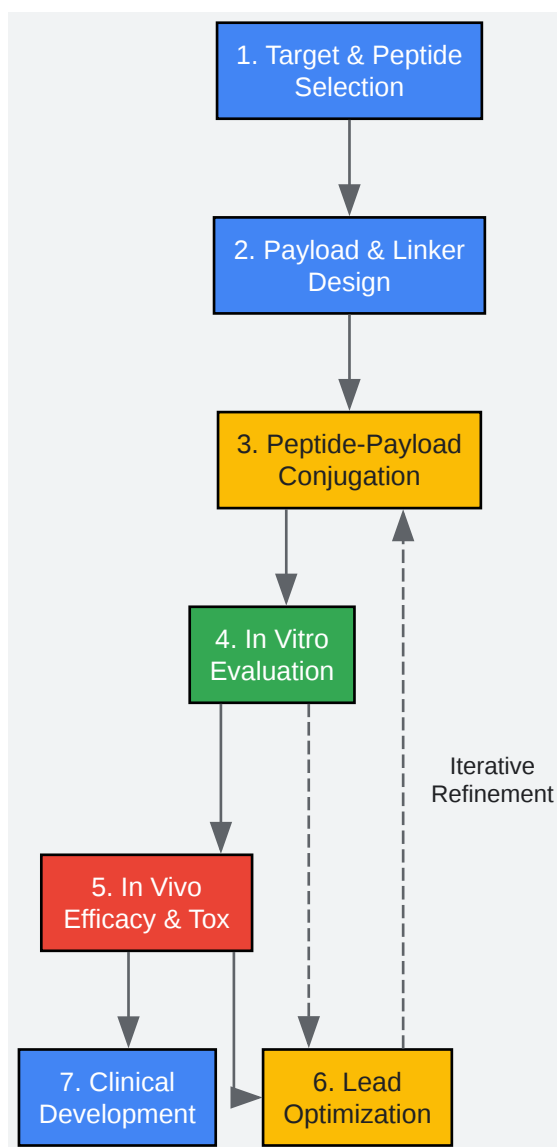 1. Target & Peptide
Selection
2. Payload & Linker
Design
3. Peptide-Payload
Conjugation
4. In Vitro
Evaluation
Iterative
Refinement
5. In Vivo
Efficacy & Tox
7. Clinical
Development
6. Lead
Optimization